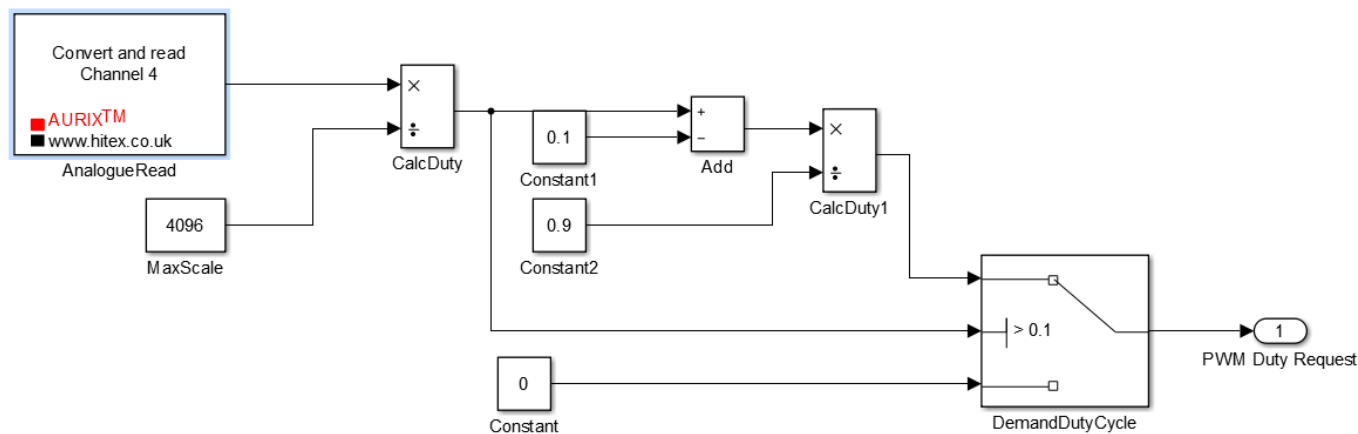 Convert and read
Channel 4
AURIX™
www.hitex.co.uk
AnalogueRead
4096
MaxScale
×
÷
CalcDuty
0.1
Constant1
0.9
Constant2
+
−
Add
×
÷
CalcDuty1
0
Constant
> 0.1
DemandDutyCycle
1
PWM Duty Request